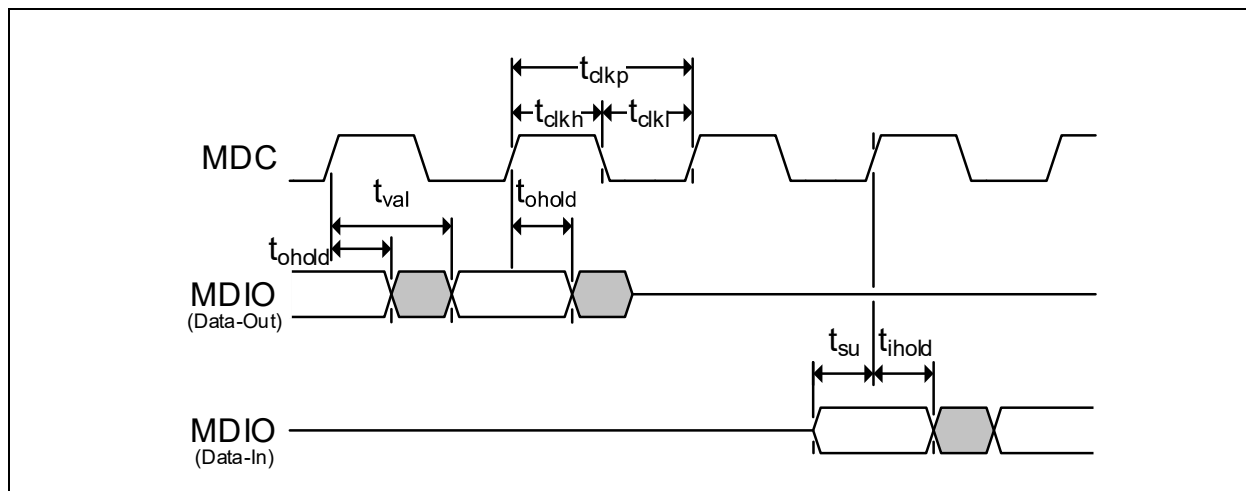 tclkp
tclkh tclkl
MDC
tval tohold
tohold
MDIO
(Data-Out)
tsu tihold
MDIO
(Data-In)